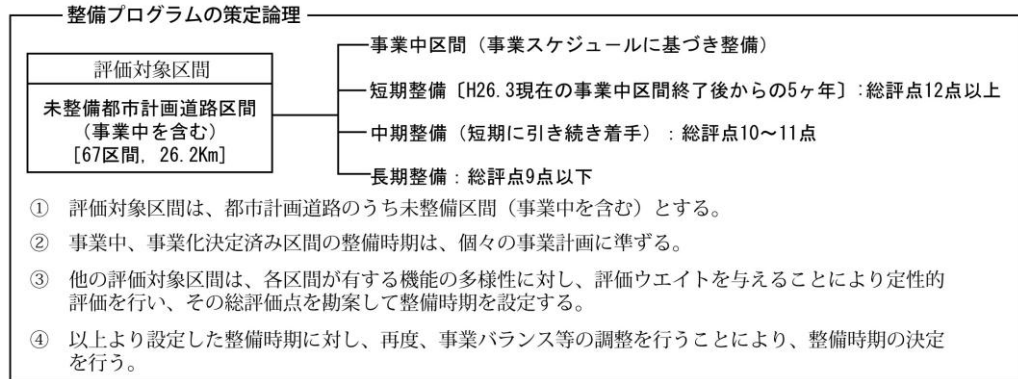 整備プログラムの策定論理
評価対象区間
未整備都市計画道路区間
(事業中を含む)
[67区間, 26.2Km]
事業中区間(事業スケジュールに基づき整備)
短期整備〔H26.3現在の事業中区間終了後からの5ヶ年〕:総評点12点以上
中期整備(短期に引き続き着手):総評点10～11点
長期整備:総評点9点以下
① 評価対象区間は、都市計画道路のうち未整備区間(事業中を含む)とする。
② 事業中、事業化決定済み区間の整備時期は、個々の事業計画に準ずる。
③ 他の評価対象区間は、各区間が有する機能の多様性に対し、評価ウエイトを与えることにより定性的
評価を行い、その総評価点を勘案して整備時期を設定する。
④ 以上より設定した整備時期に対し、再度、事業バランス等の調整を行うことにより、整備時期の決定
を行う。